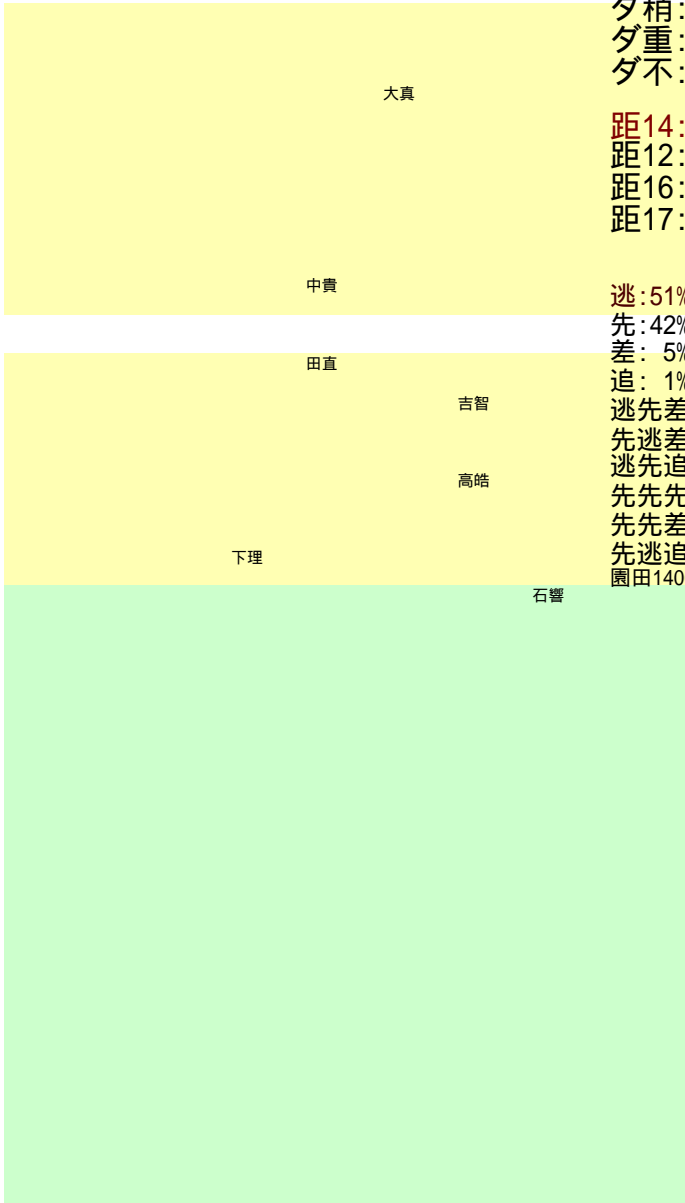 大真
中貴
田直
吉智
高皓
下理
石響
ダ稍:
ダ重:
ダ不:
距14:
距12:
距16:
距17:
逃:51%
先:42%
差: 5%
追: 1%
逃先差
先逃差
逃先追
先先先
先先差
先逃追
園田140